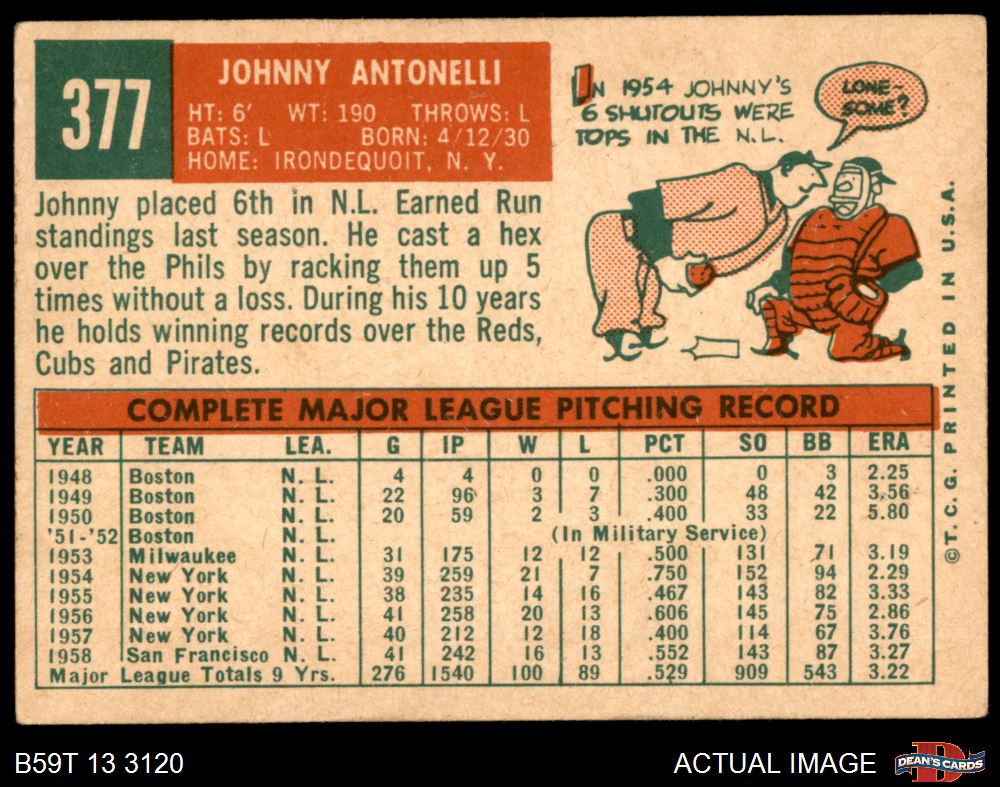 377
JOHNNY ANTONELLI
HT: 6' WT: 190 THROWS: L
BATS: L BORN: 4/12/30
HOME: IRONDEQUOIT, N. Y.
IN 1954 JOHNNY'S
6 SHUTOUTS WERE
TOPS IN THE N.L.
LONE-
SOME?
Johnny placed 6th in N.L. Earned Run
standings last season. He cast a hex
over the Phils by racking them up 5
times without a loss. During his 10 years
he holds winning records over the Reds,
Cubs and Pirates.
©T.C.G. PRINTED IN U.S.A.
COMPLETE MAJOR LEAGUE PITCHING RECORD
YEAR TEAM LEA. G IP W L PCT SO BB ERA
1948 Boston N. L. 4 4 0 0 .000 0 3 2.25
1949 Boston N. L. 22 96 3 7 .300 48 42 3.56
1950 Boston N. L. 20 59 2 3 .400 33 22 5.80
'51-'52 Boston N. L. (In Military Service)
1953 Milwaukee N. L. 31 175 12 12 .500 131 71 3.19
1954 New York N. L. 39 259 21 7 .750 152 94 2.29
1955 New York N. L. 38 235 14 16 .467 143 82 3.33
1956 New York N. L. 41 258 20 13 .606 145 75 2.86
1957 New York N. L. 40 212 12 18 .400 114 67 3.76
1958 San Francisco N. L. 41 242 16 13 .552 143 87 3.27
Major League Totals 9 Yrs. 276 1540 100 89 .529 909 543 3.22
B59T 13 3120
ACTUAL IMAGE
D
DEAN'S CARDS